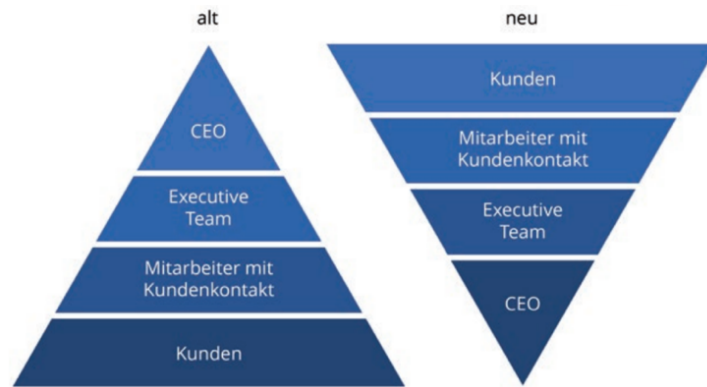 alt
CEO
Executive
Team
Mitarbeiter mit
Kundenkontakt
Kunden
neu
Kunden
Mitarbeiter mit
Kundenkontakt
Executive
Team
CEO